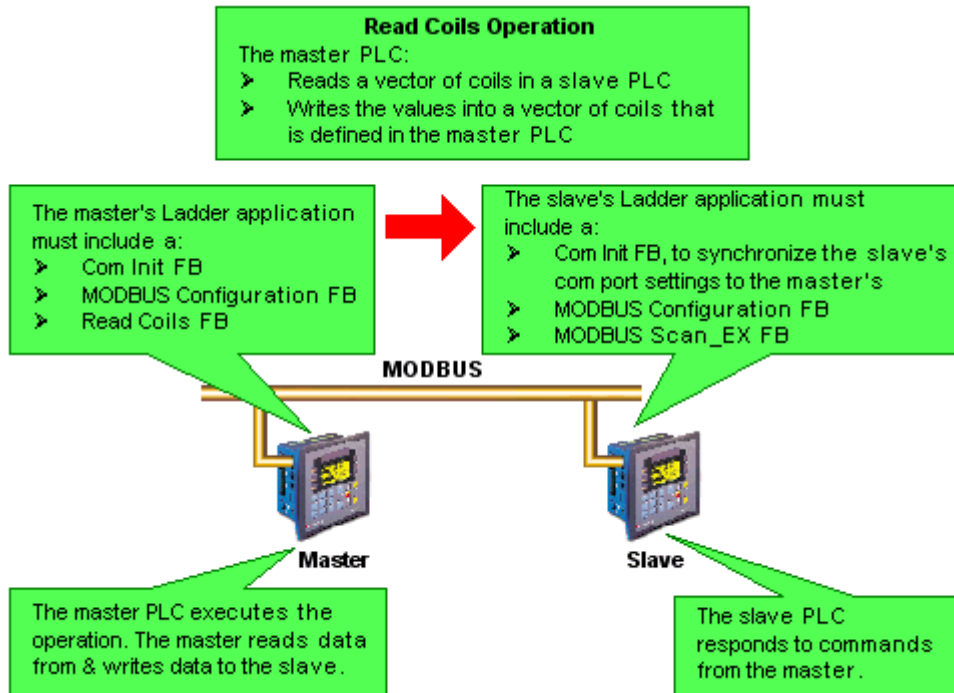 Read Coils Operation
The master PLC:
➤ Reads a vector of coils in a slave PLC
➤ Writes the values into a vector of coils that
is defined in the master PLC
The master's Ladder application
must include a:
➤ Com Init FB
➤ MODBUS Configuration FB
➤ Read Coils FB
The slave's Ladder application must
include a:
➤ Com Init FB, to synchronize the slave's
com port settings to the master's
➤ MODBUS Configuration FB
➤ MODBUS Scan_EX FB
MODBUS
Master
Slave
The master PLC executes the
operation. The master reads data
from & writes data to the slave.
The slave PLC
responds to commands
from the master.